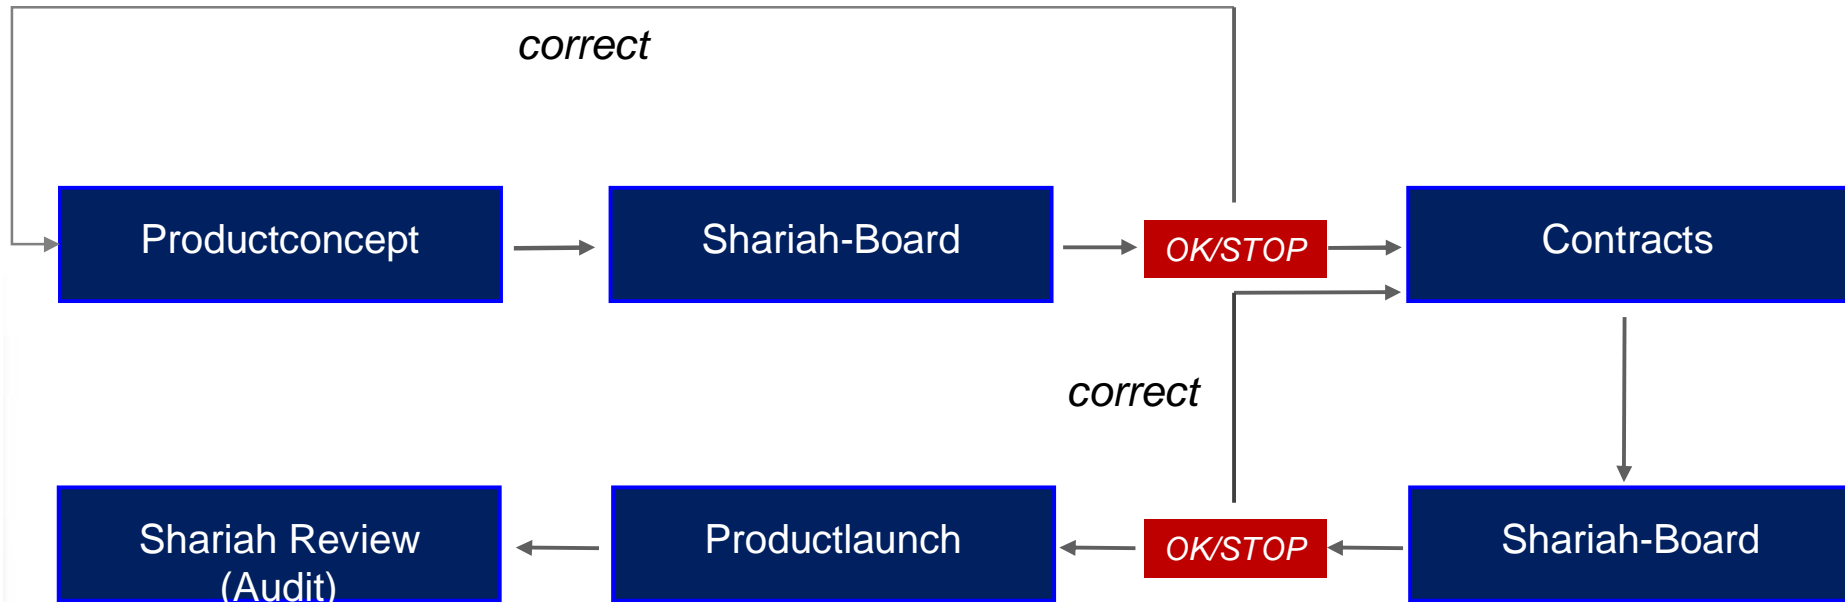 correct
Productconcept
Shariah-Board
OK/STOP
Contracts
correct
Shariah Review
(Audit)
Productlaunch
OK/STOP
Shariah-Board